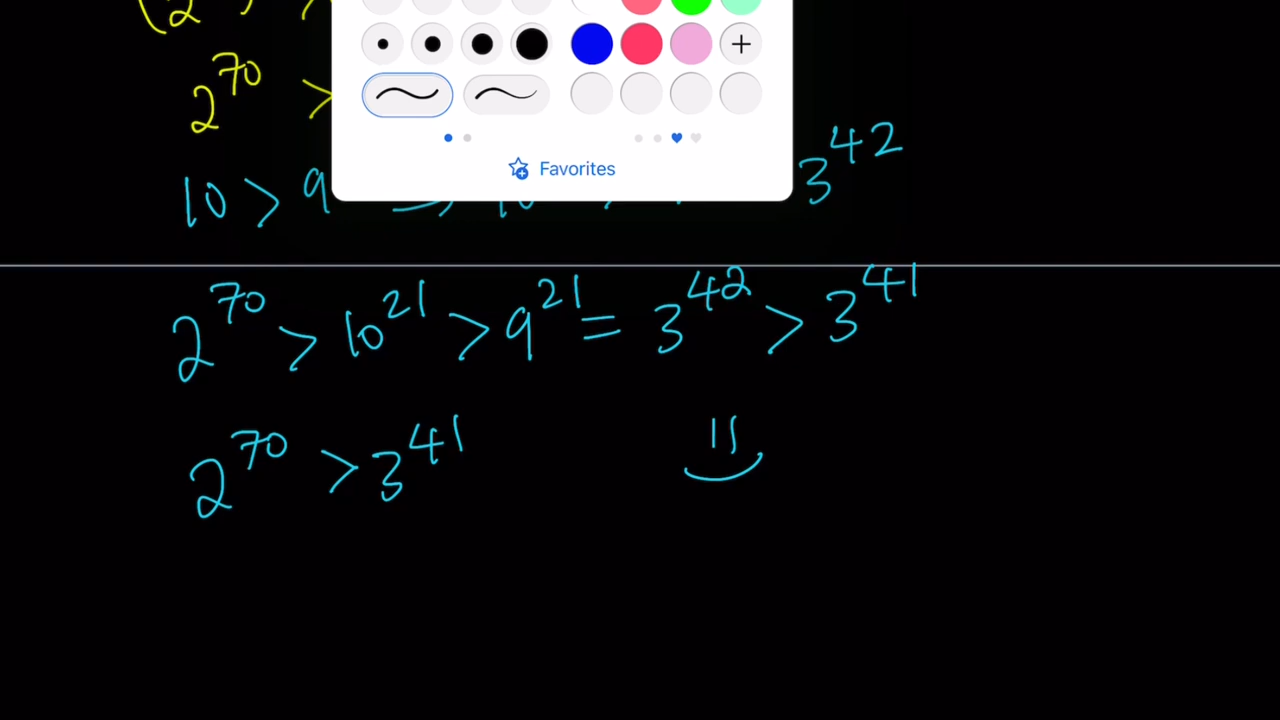 2^70 >
Favorites
10 > 9 3^42
2^70 > 10^21 > 9^21 = 3^42 > 3^41
2^70 > 3^41